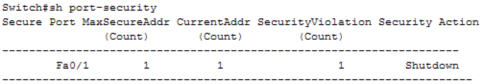 Switch#sh port-security
Secure Port MaxSecureAddr CurrentAddr SecurityViolation Security Action
(Count) (Count) (Count)
---------------------------------------------------------------------------
Fa0/1 1 1 1 Shutdown
---------------------------------------------------------------------------